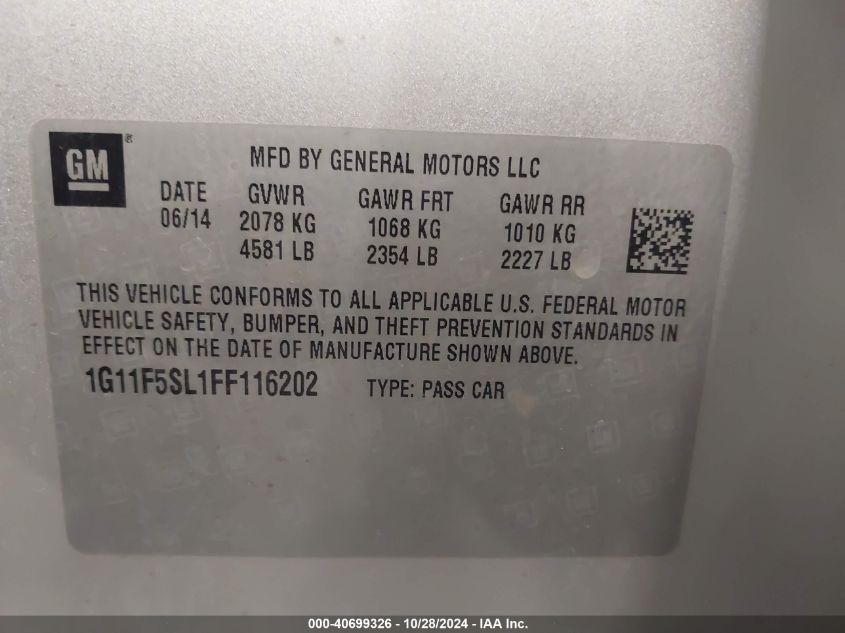 GM ®
MFD BY GENERAL MOTORS LLC
DATE GVWR GAWR FRT GAWR RR
06/14 2078 KG 1068 KG 1010 KG
4581 LB 2354 LB 2227 LB
THIS VEHICLE CONFORMS TO ALL APPLICABLE U.S. FEDERAL MOTOR
VEHICLE SAFETY, BUMPER, AND THEFT PREVENTION STANDARDS IN
EFFECT ON THE DATE OF MANUFACTURE SHOWN ABOVE.
1G11F5SL1FF116202 TYPE: PASS CAR
000-40699326 - 10/28/2024 - IAA Inc.